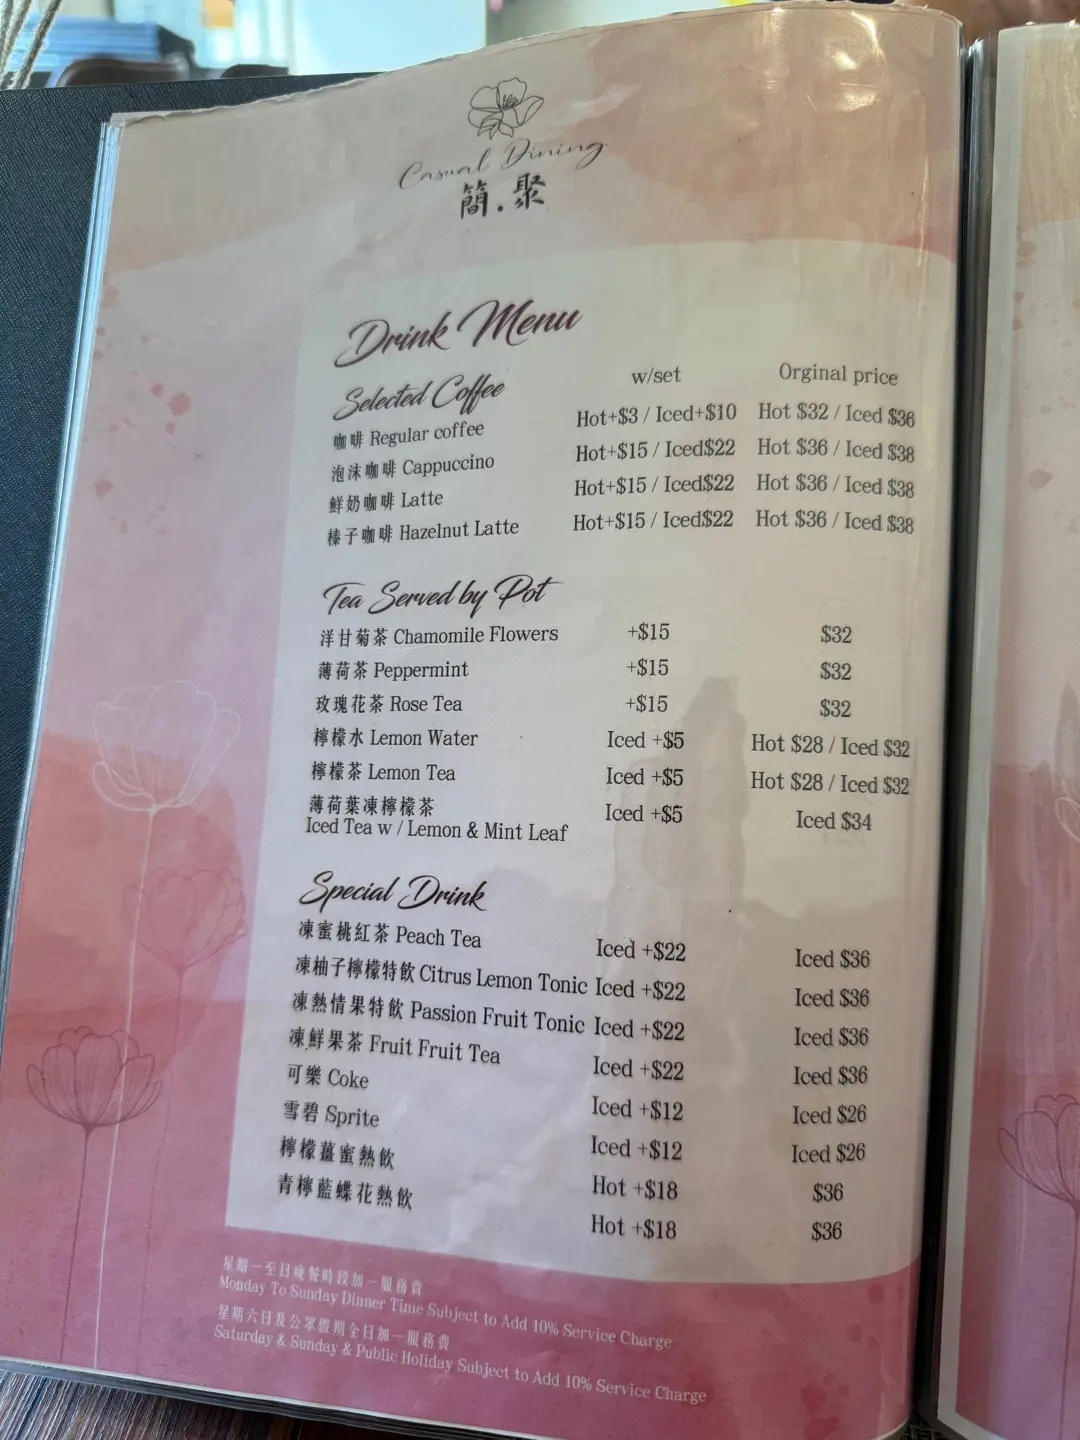 Casual Dining
簡.聚
Drink Menu
Selected Coffee w/set Orginal price
咖啡 Regular coffee Hot+$3 / Iced+$10 Hot $32 / Iced $36
泡沫咖啡 Cappuccino Hot+$15 / Iced$22 Hot $36 / Iced $38
鮮奶咖啡 Latte Hot+$15 / Iced$22 Hot $36 / Iced $38
榛子咖啡 Hazelnut Latte Hot+$15 / Iced$22 Hot $36 / Iced $38
Tea Served by Pot
洋甘菊茶 Chamomile Flowers +$15 $32
薄荷茶 Peppermint +$15 $32
玫瑰花茶 Rose Tea +$15 $32
檸檬水 Lemon Water Iced +$5 Hot $28 / Iced $32
檸檬茶 Lemon Tea Iced +$5 Hot $28 / Iced $32
薄荷葉凍檸檬茶
Iced Tea w / Lemon & Mint Leaf Iced +$5 Iced $34
Special Drink
凍蜜桃紅茶 Peach Tea Iced +$22 Iced $36
凍柚子檸檬特飲 Citrus Lemon Tonic Iced +$22 Iced $36
凍熱情果特飲 Passion Fruit Tonic Iced +$22 Iced $36
凍鮮果茶 Fruit Fruit Tea Iced +$22 Iced $36
可樂 Coke Iced +$12 Iced $26
雪碧 Sprite Iced +$12 Iced $26
檸檬薑蜜熱飲 Hot +$18 $36
青檸藍蝶花熱飲 Hot +$18 $36
星期一至日晚餐時段加一服務費
Monday To Sunday Dinner Time Subject to Add 10% Service Charge
星期六日及公眾假期全日加一服務費
Saturday & Sunday & Public Holiday Subject to Add 10% Service Charge